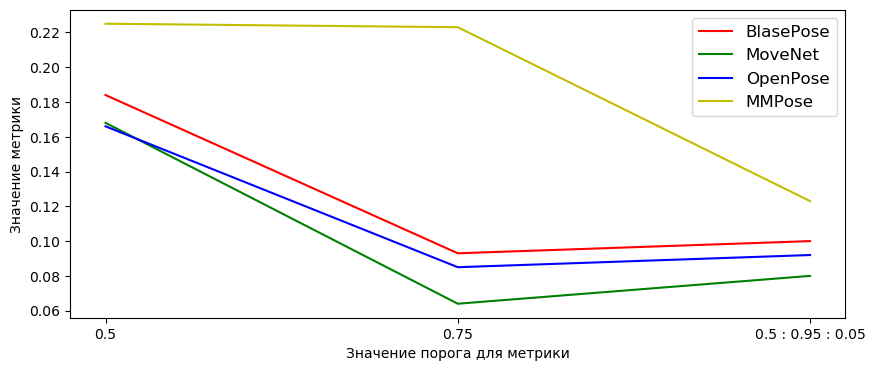 Значение метрики
0.22
0.20
0.18
0.16
0.14
0.12
0.10
0.08
0.06
BlasePose
MoveNet
OpenPose
MMPose
0.5
0.75
0.5 : 0.95 : 0.05
Значение порога для метрики